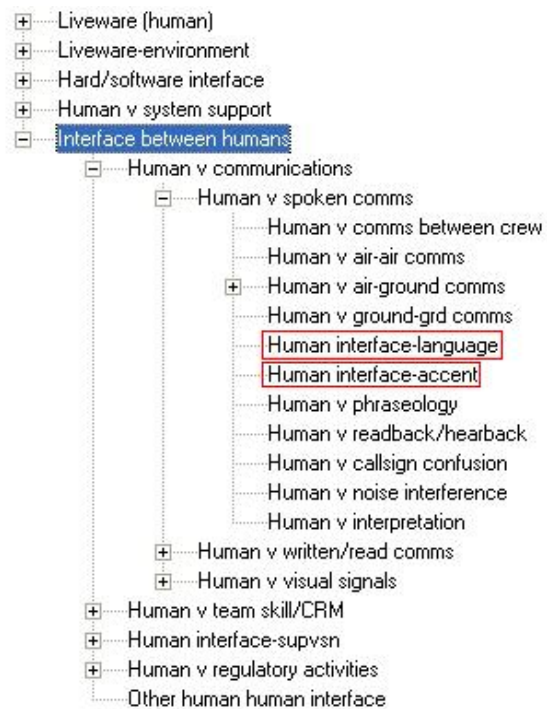 Liveware (human)
Liveware-environment
Hard/software interface
Human v system support
Interface between humans
Human v communications
Human v spoken comms
Human v comms between crew
Human v air-air comms
Human v air-ground comms
Human v ground-grd comms
Human interface-language
Human interface-accent
Human v phraseology
Human v readback/hearback
Human v callsign confusion
Human v noise interference
Human v interpretation
Human v written/read comms
Human v visual signals
Human v team skill/CRM
Human interface-supvsn
Human v regulatory activities
Other human human interface